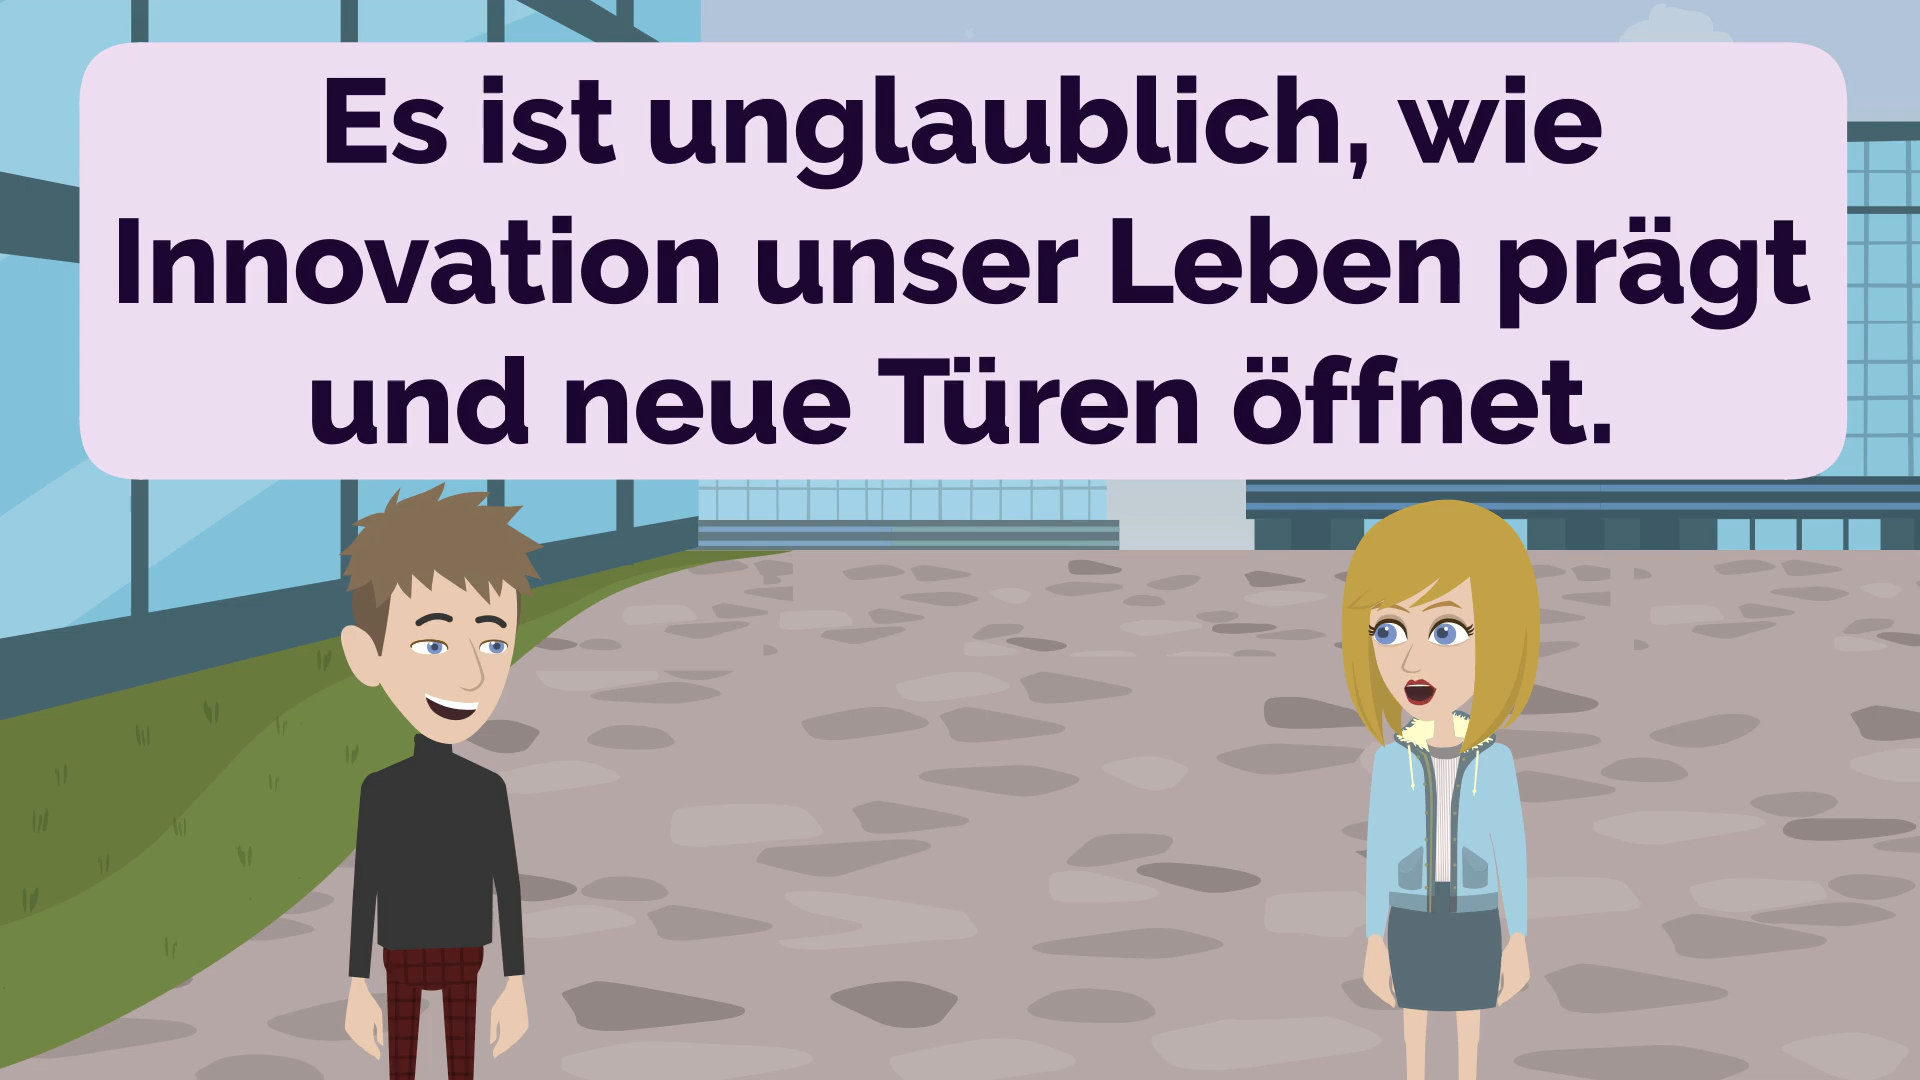 Es ist unglaublich, wie
Innovation unser Leben prägt
und neue Türen öffnet.